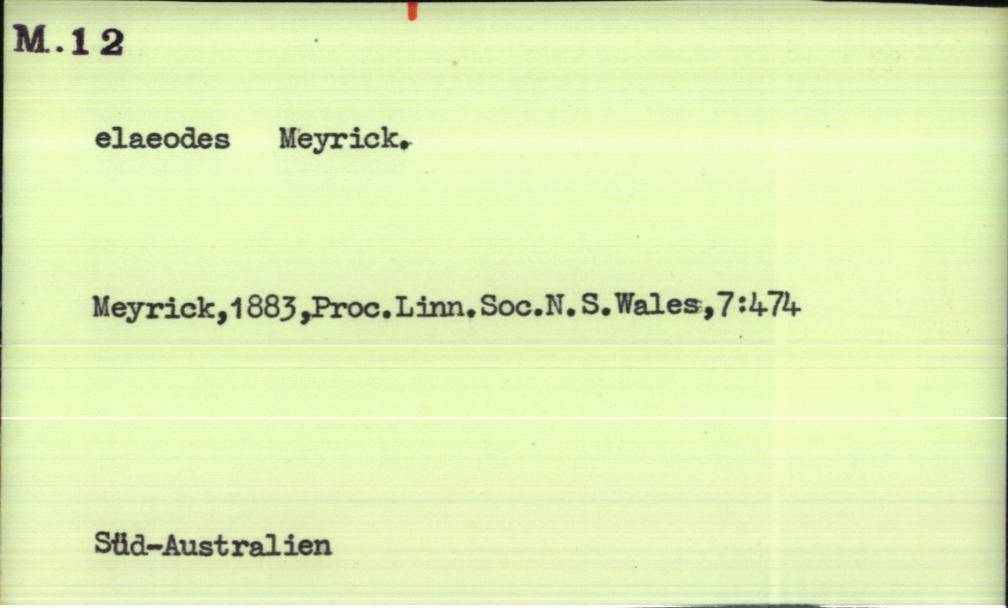 M.12
elaeodes Meyrick.
Meyrick,1883,Proc.Linn.Soc.N.S.Wales,7:474
Süd-Australien